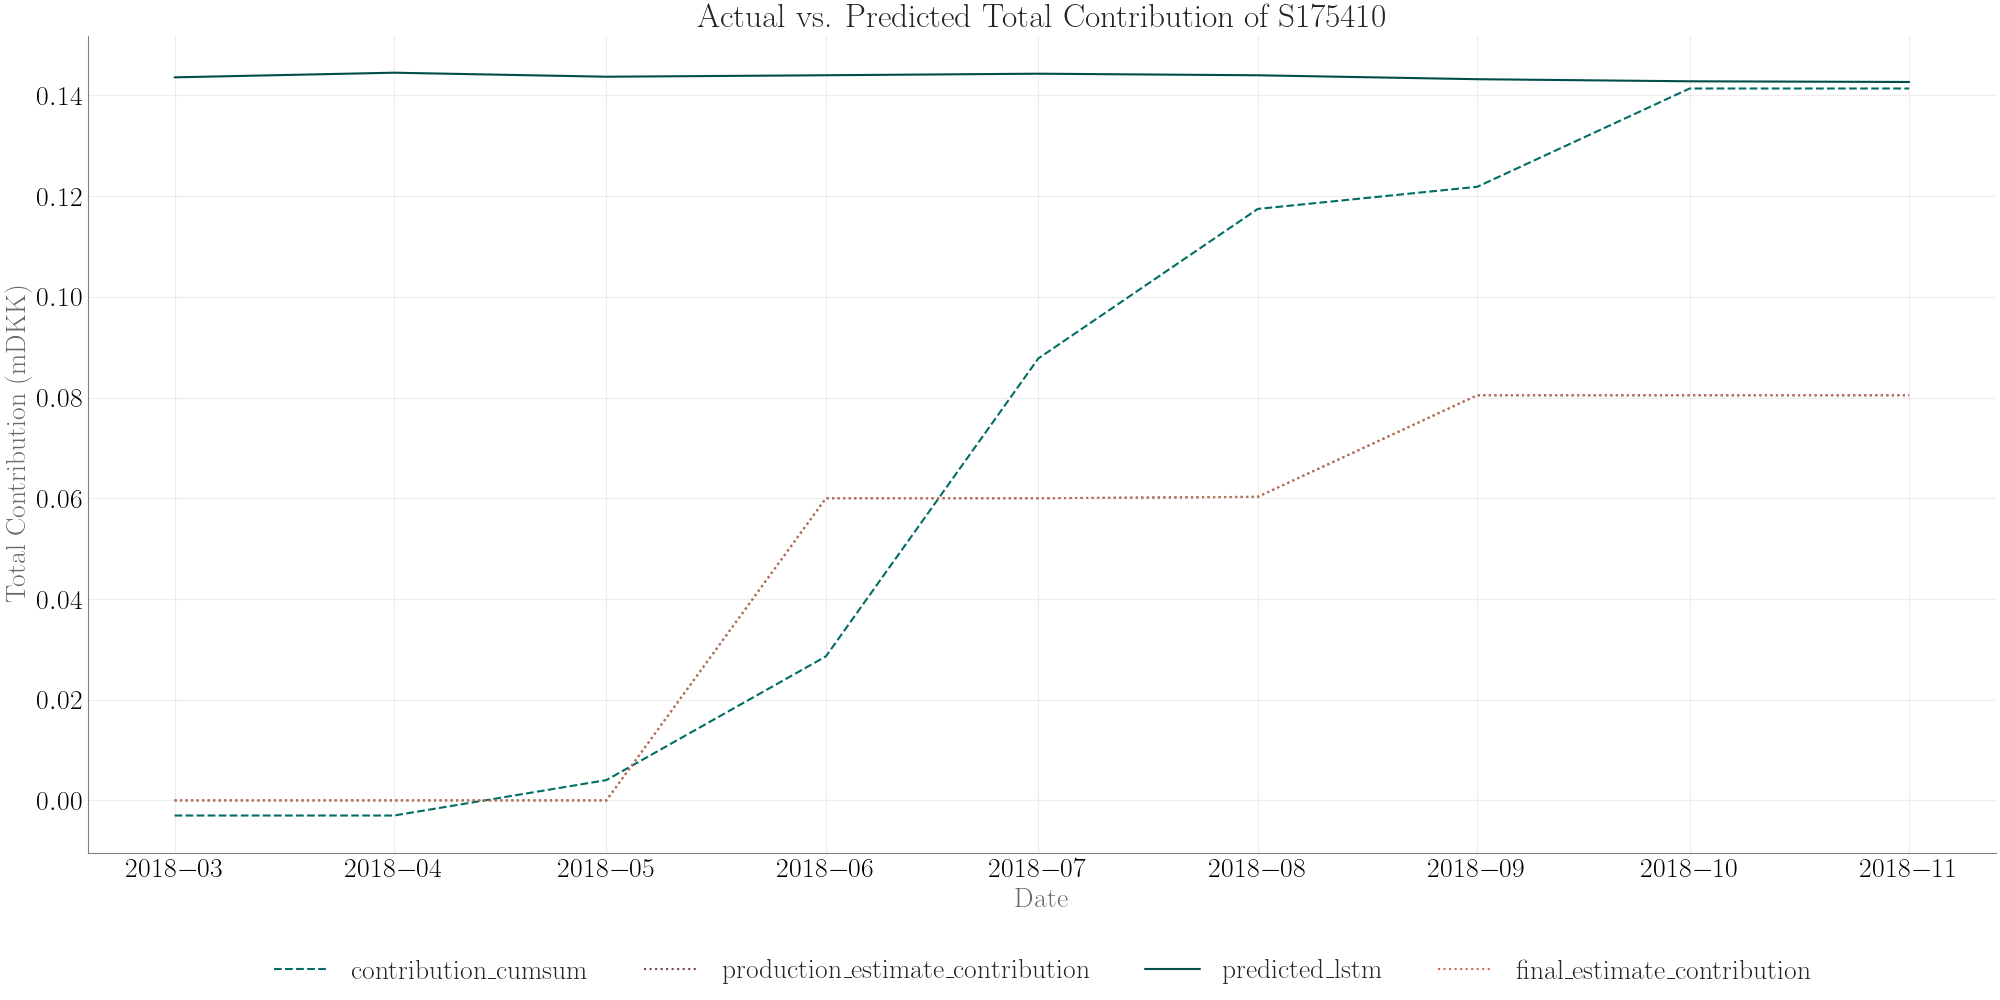 Actual vs. Predicted Total Contribution of S175410
Total Contribution (mDKK)
0.14
0.12
0.10
0.08
0.06
0.04
0.02
0.00
2018−03 2018−04 2018−05 2018−06 2018−07 2018−08 2018−09 2018−10 2018−11
Date
contribution_cumsum production_estimate_contribution predicted_lstm final_estimate_contribution